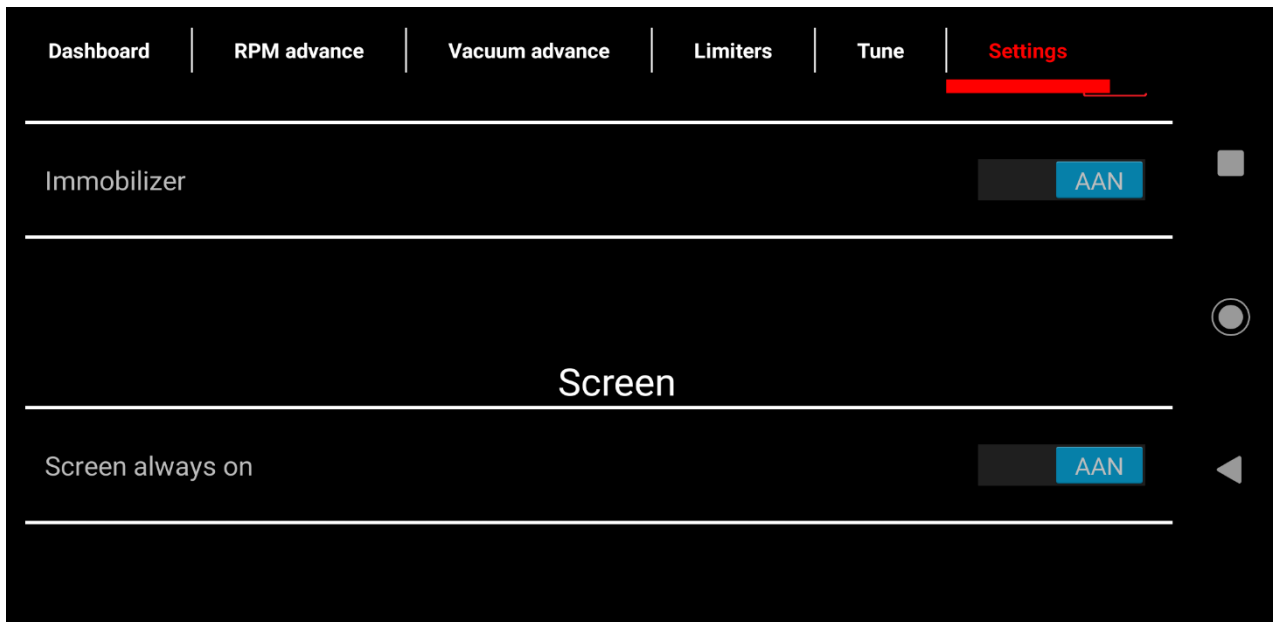 Dashboard RPM advance Vacuum advance Limiters Tune Settings
Immobilizer AAN
Screen
Screen always on AAN